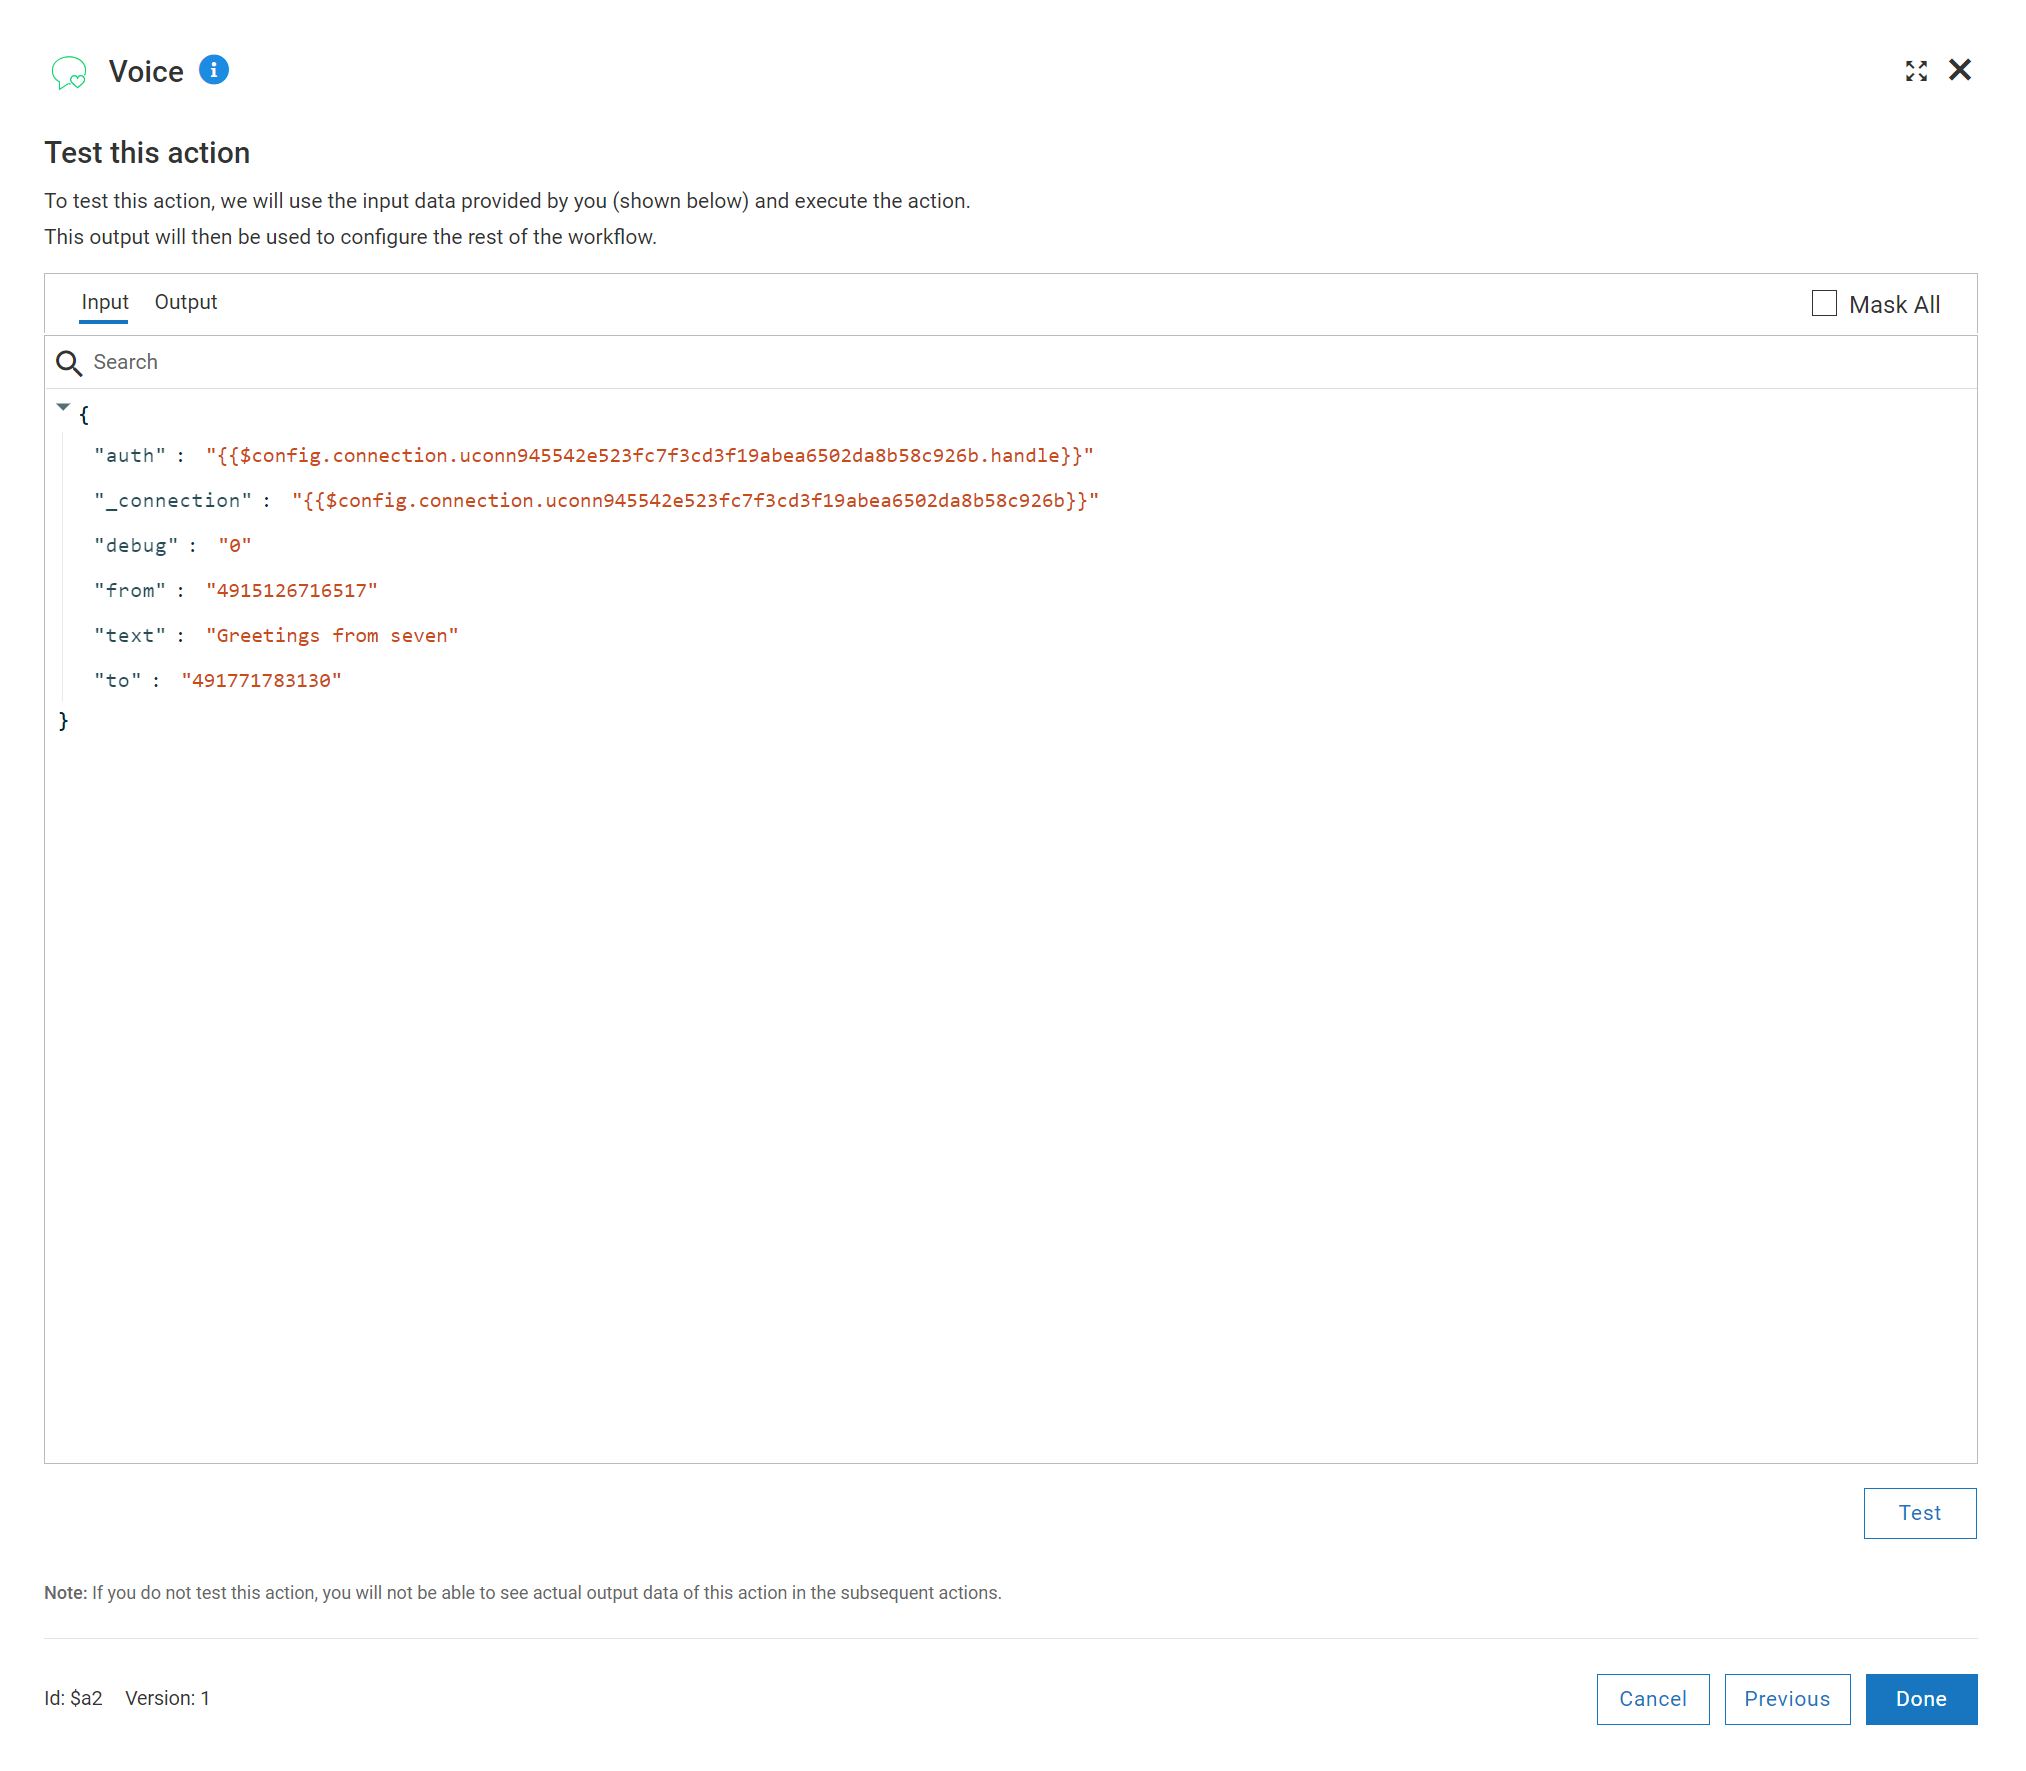 Voice
Test this action
To test this action, we will use the input data provided by you (shown below) and execute the action.
This output will then be used to configure the rest of the workflow.
Input Output Mask All
Search
{
"auth" : "{{$config.connection.uconn945542e523fc7f3cd3f19abea6502da8b58c926b.handle}}"
"_connection" : "{{$config.connection.uconn945542e523fc7f3cd3f19abea6502da8b58c926b}}"
"debug" : "0"
"from" : "4915126716517"
"text" : "Greetings from seven"
"to" : "491771783130"
}
Test
Note: If you do not test this action, you will not be able to see actual output data of this action in the subsequent actions.
Id: $a2 Version: 1 Cancel Previous Done